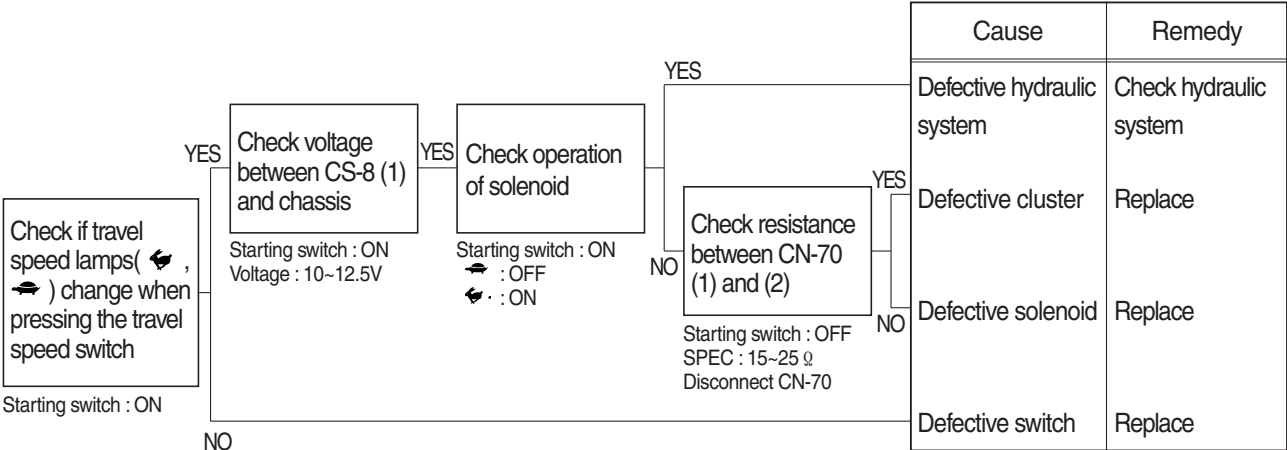 Cause
Remedy
YES
Defective hydraulic
system
Check hydraulic
system
YES
Check voltage
between CS-8 (1)
and chassis
Starting switch : ON
Voltage : 10~12.5V
YES
Check operation
of solenoid
Starting switch : ON
: OFF
: ON
Check if travel
speed lamps( ,
) change when
pressing the travel
speed switch
Starting switch : ON
NO
Check resistance
between CN-70
(1) and (2)
Starting switch : OFF
SPEC : 15~25 Ω
Disconnect CN-70
YES
Defective cluster
Replace
NO
Defective solenoid
Replace
NO
Defective switch
Replace